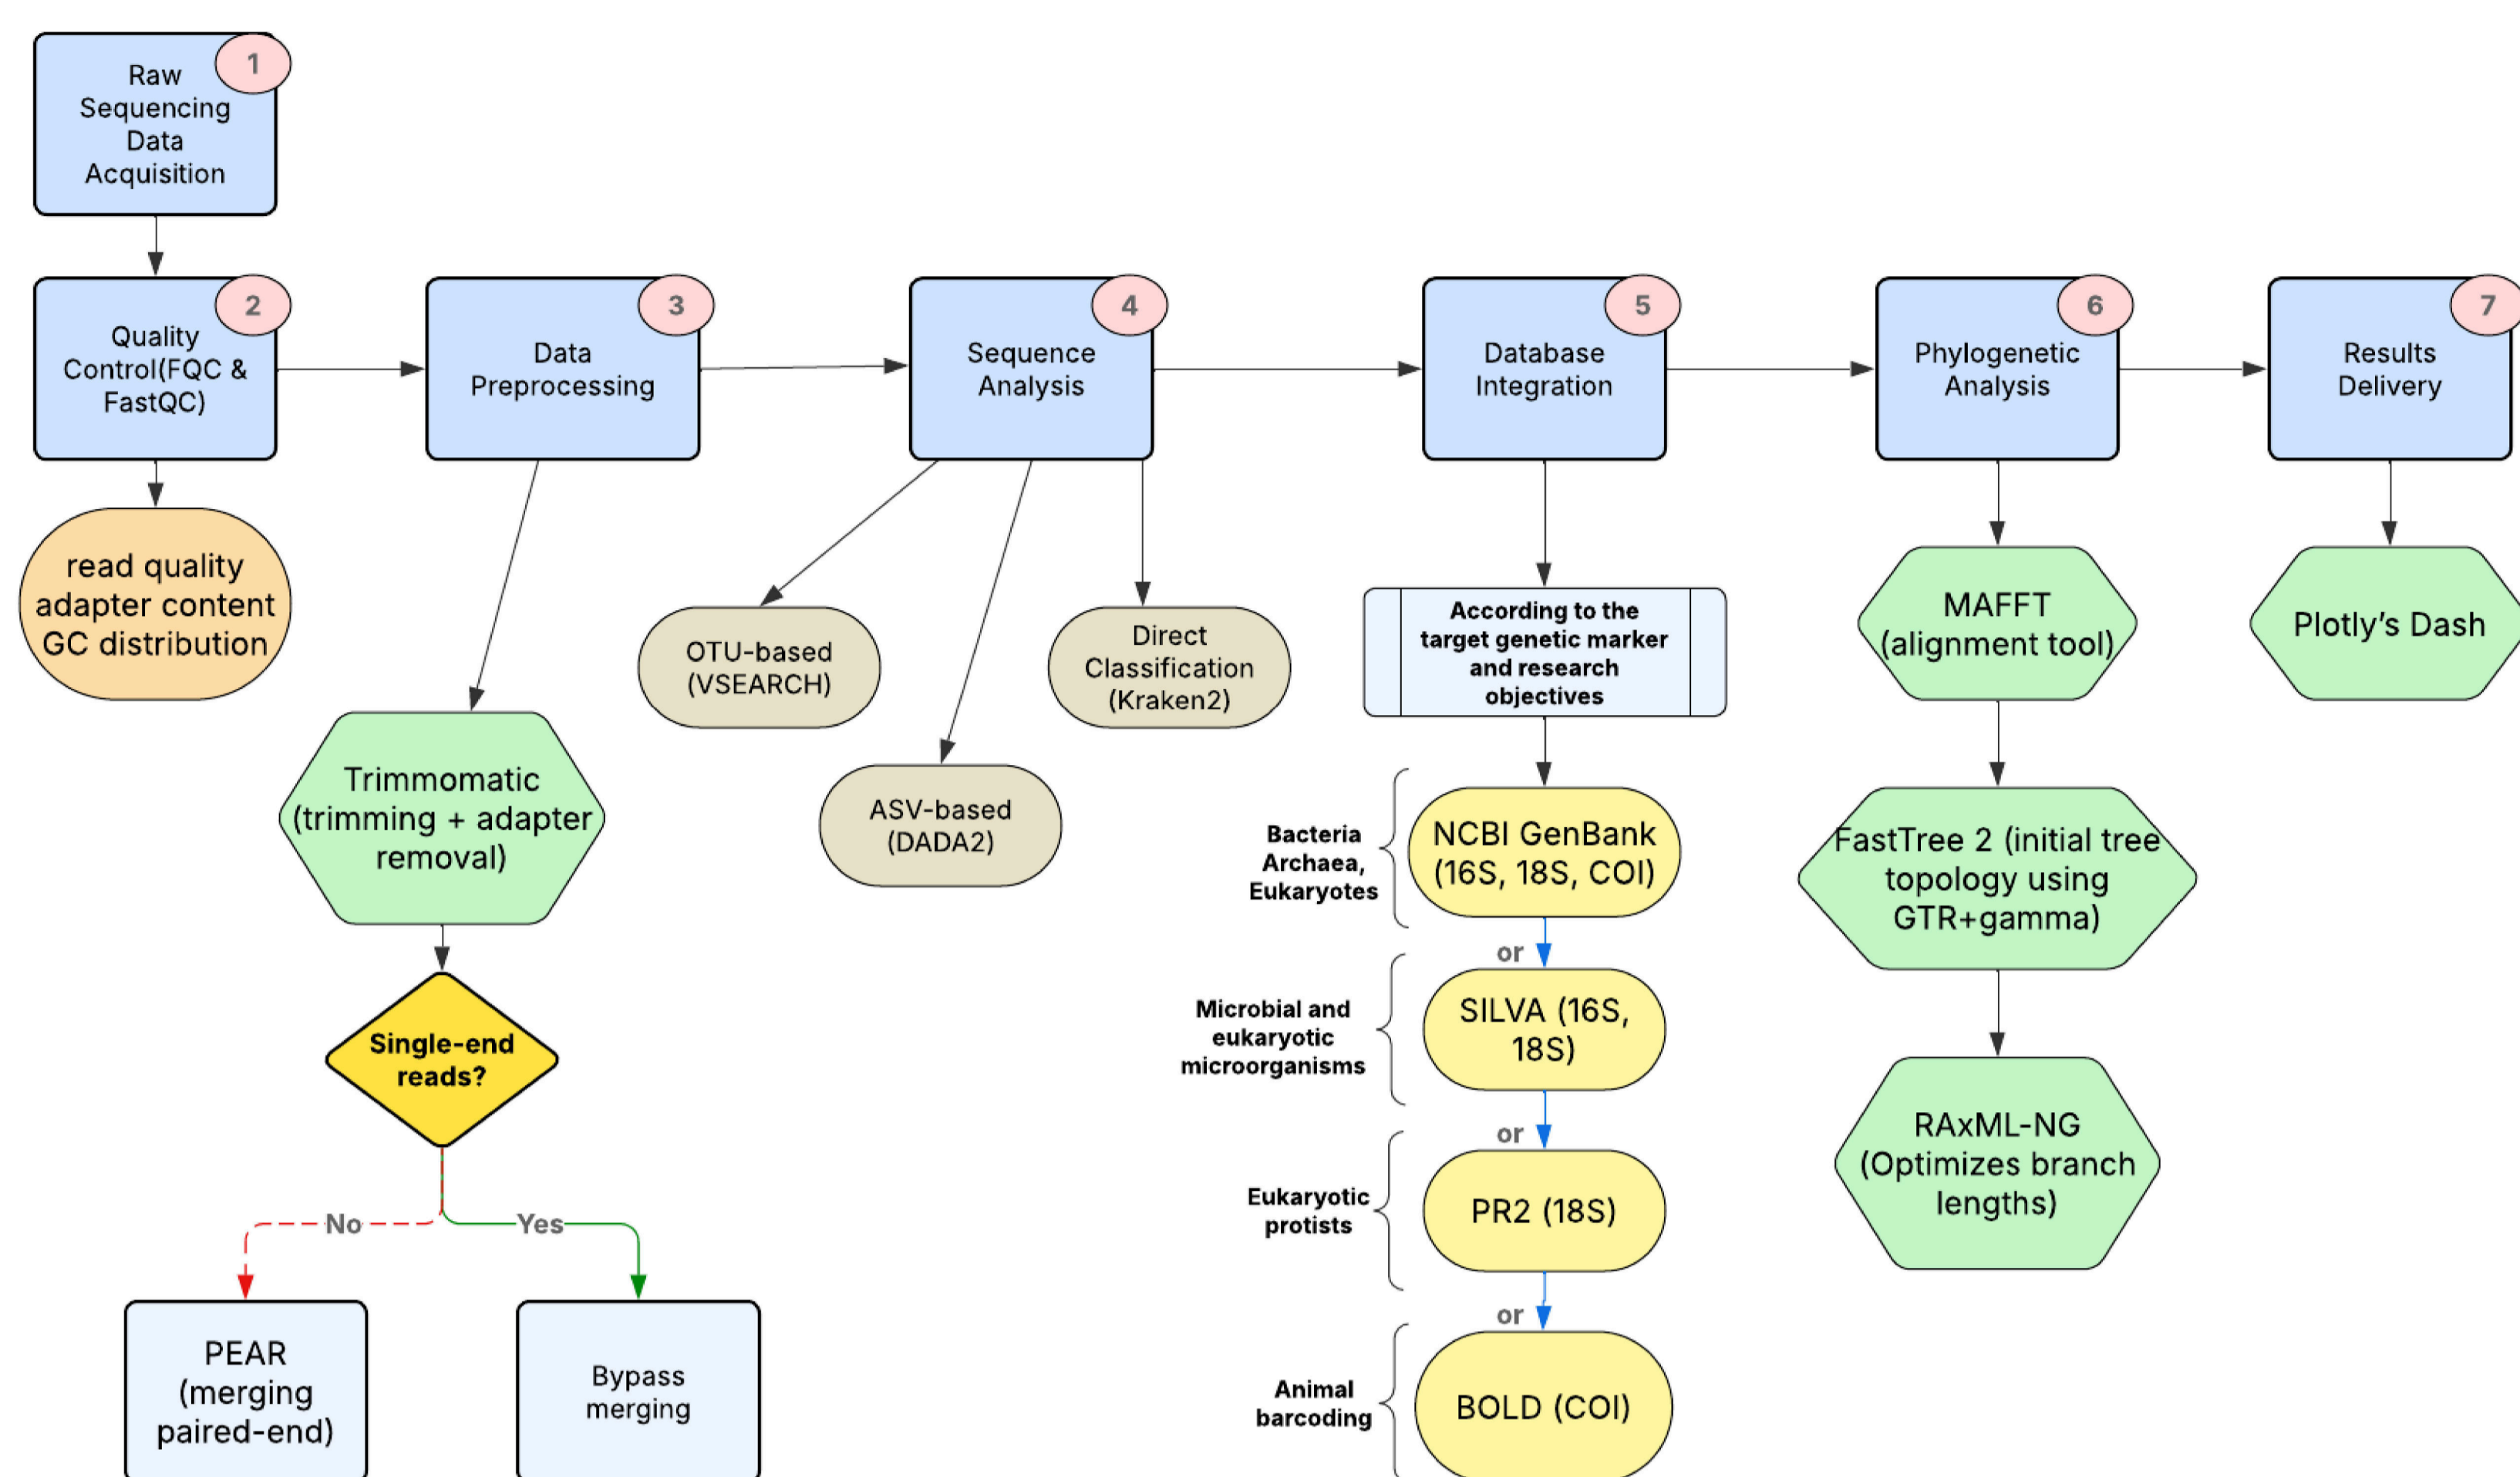 Raw
Sequencing
Data
Acquisition
1
Quality
Control(FQC &
FastQC)
2
Data
Preprocessing
3
Sequence
Analysis
4
Database
Integration
5
Phylogenetic
Analysis
6
Results
Delivery
7
read quality
adapter content
GC distribution
Trimmomatic
(trimming + adapter
removal)
Single-end
reads?
No
Yes
PEAR
(merging
paired-end)
Bypass
merging
OTU-based
(VSEARCH)
ASV-based
(DADA2)
Direct
Classification
(Kraken2)
According to the
target genetic marker
and research
objectives
Bacteria
Archaea,
Eukaryotes
NCBI GenBank
(16S, 18S, COI)
or
Microbial and
eukaryotic
microorganisms
SILVA (16S,
18S)
or
Eukaryotic
protists
PR2 (18S)
or
Animal
barcoding
BOLD (COI)
MAFFT
(alignment tool)
FastTree 2 (initial tree
topology using
GTR+gamma)
RAxML-NG
(Optimizes branch
lengths)
Plotly’s Dash